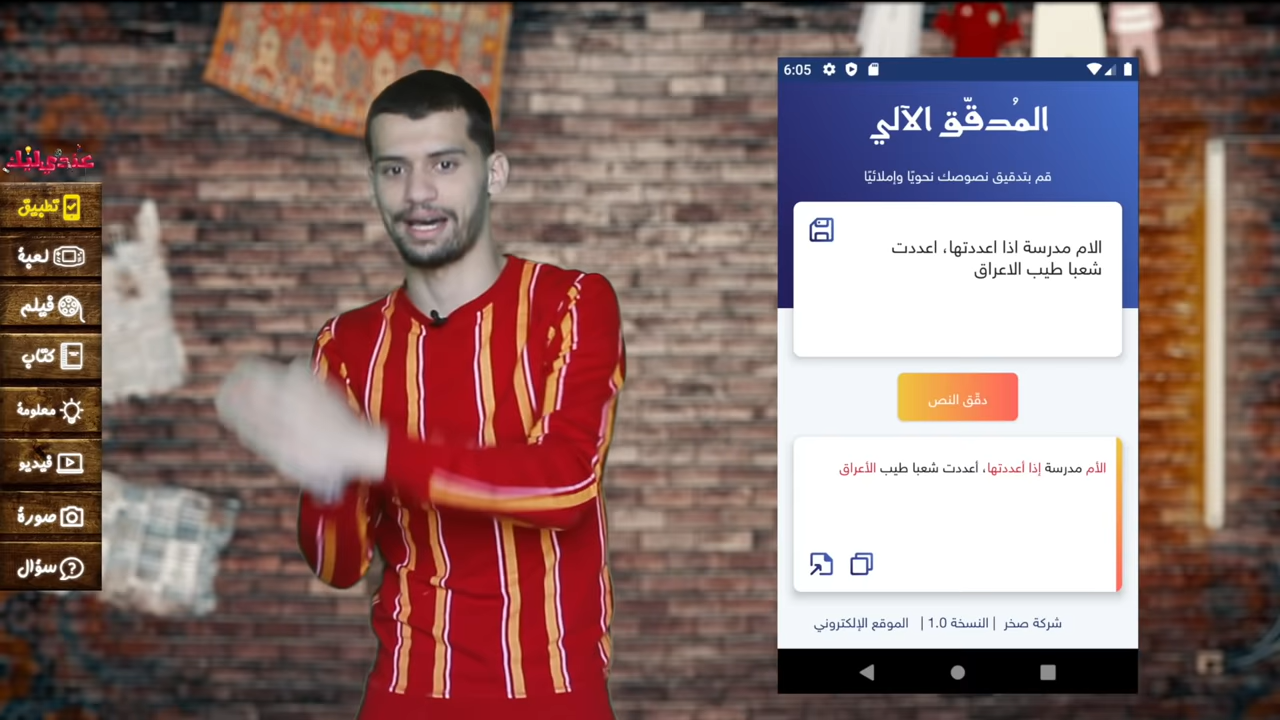 عندي ليك
تطبيق
لعبة
فيلم
كتاب
معلومة
فيديو
صورة
سؤال
6:05
المُدقّق الآلي
قم بتدقيق نصوصك نحويًا وإملائيًا
الام مدرسة اذا اعددتها، اعددت
شعبا طيب الاعراق
دقّق النص
الأم مدرسة إذا أعددتها، أعددت شعبا طيب الأعراق
شركة صخر | النسخة 1.0 | الموقع الإلكتروني